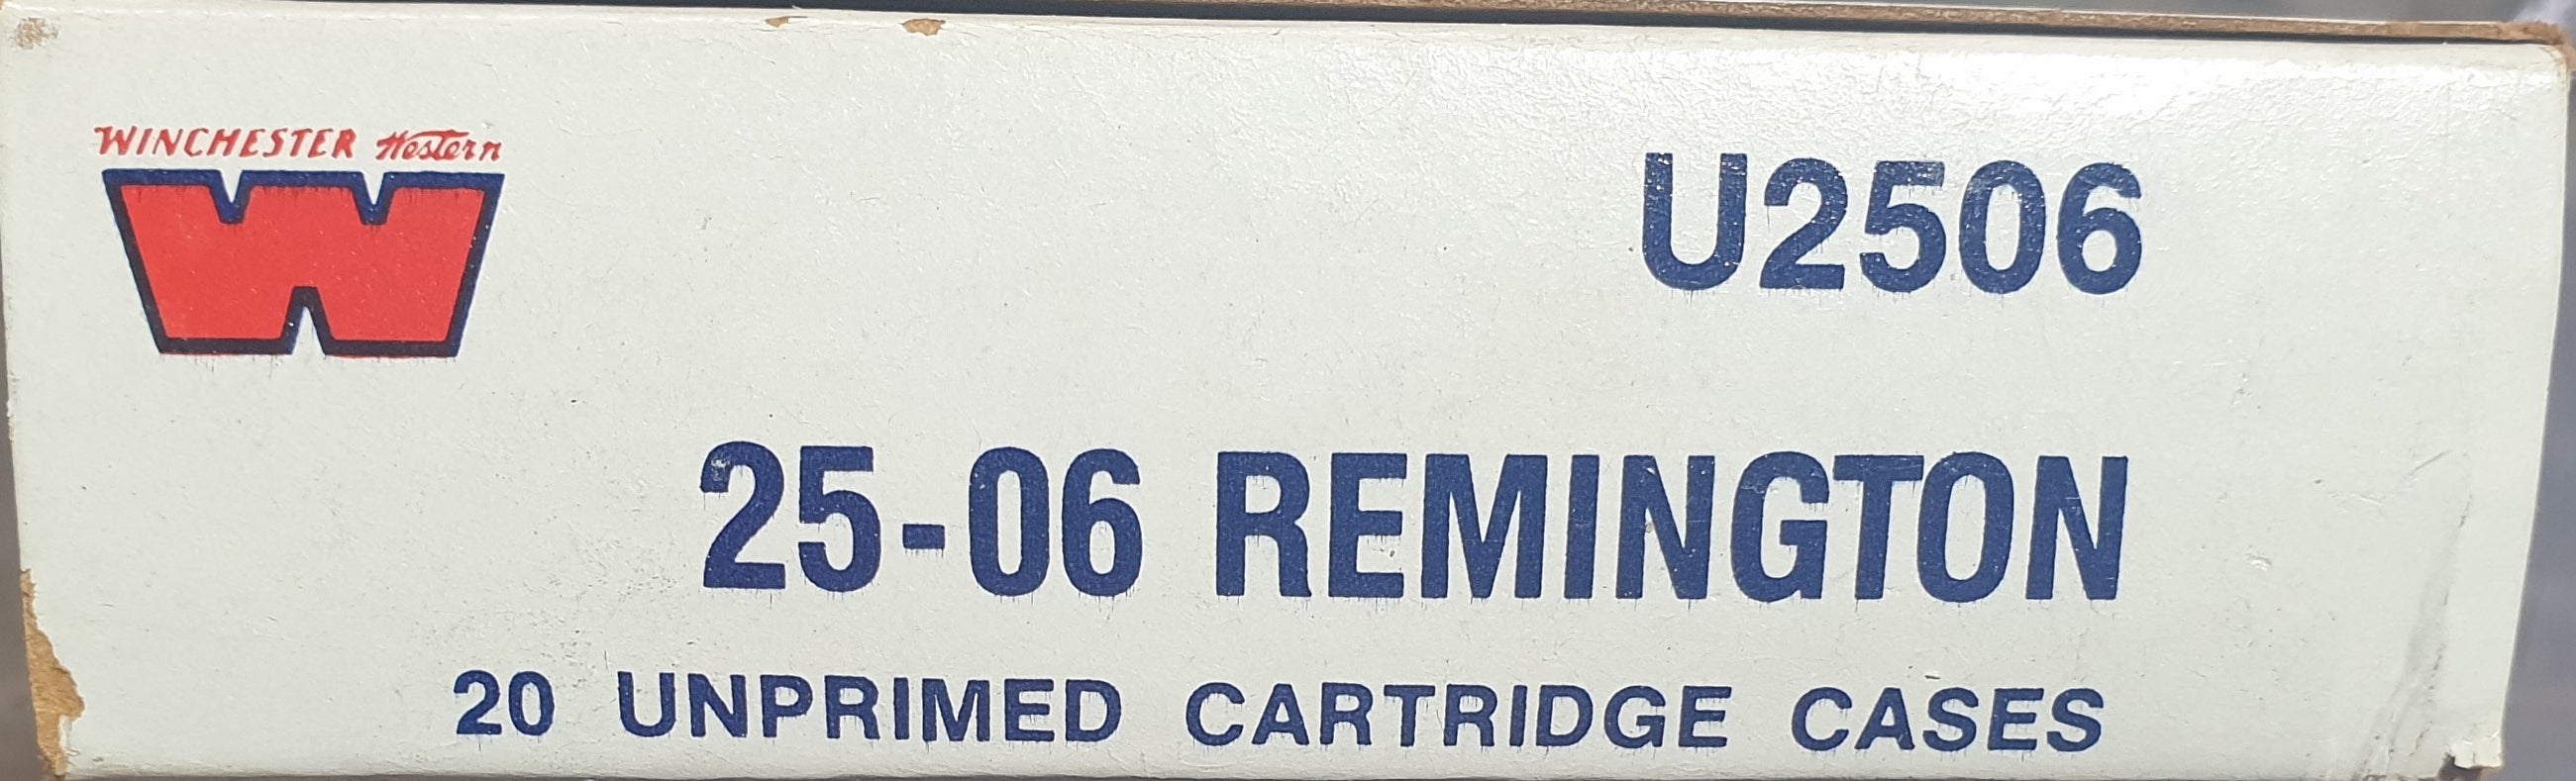 WINCHESTER Western
W
U2506
25-06 REMINGTON
20 UNPRIMED CARTRIDGE CASES